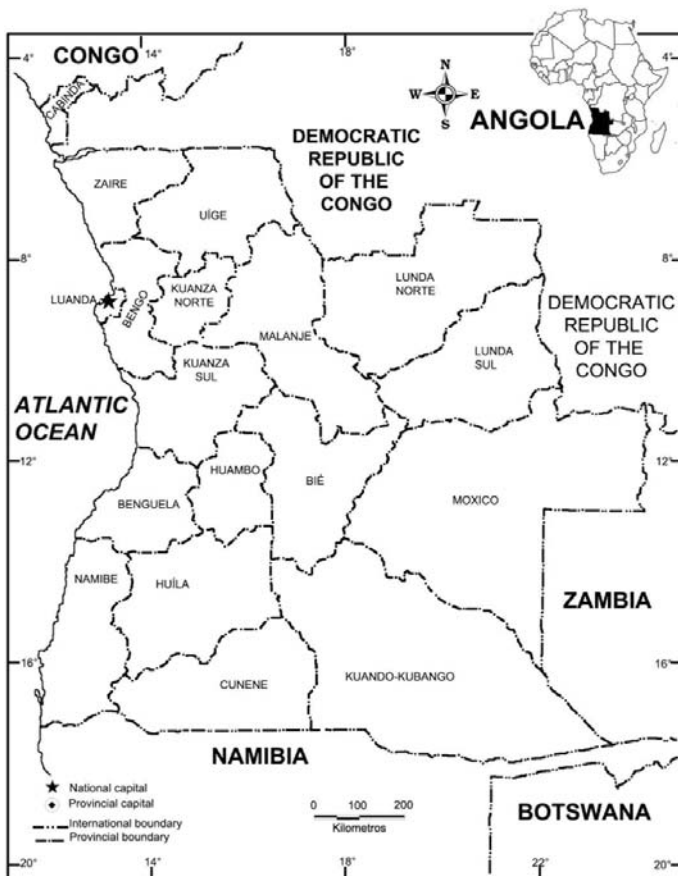 14°
18°
4°
4°
CONGO
CABINDA
N
W
E
S
ANGOLA
DEMOCRATIC
REPUBLIC
OF THE
CONGO
ZAIRE
UÍGE
8°
8°
LUANDA
BENGO
KUANZA
NORTE
LUNDA
NORTE
DEMOCRATIC
REPUBLIC
OF THE
CONGO
MALANJE
KUANZA
SUL
LUNDA
SUL
ATLANTIC
OCEAN
12°
12°
HUAMBO
BIÉ
BENGUELA
MOXICO
NAMIBE
HUÍLA
ZAMBIA
16°
16°
CUNENE
KUANDO-KUBANGO
NAMIBIA
National capital
Provincial capital
International boundary
Provincial boundary
0 100 200
Kilometros
BOTSWANA
20°
14°
18°
22°
20°